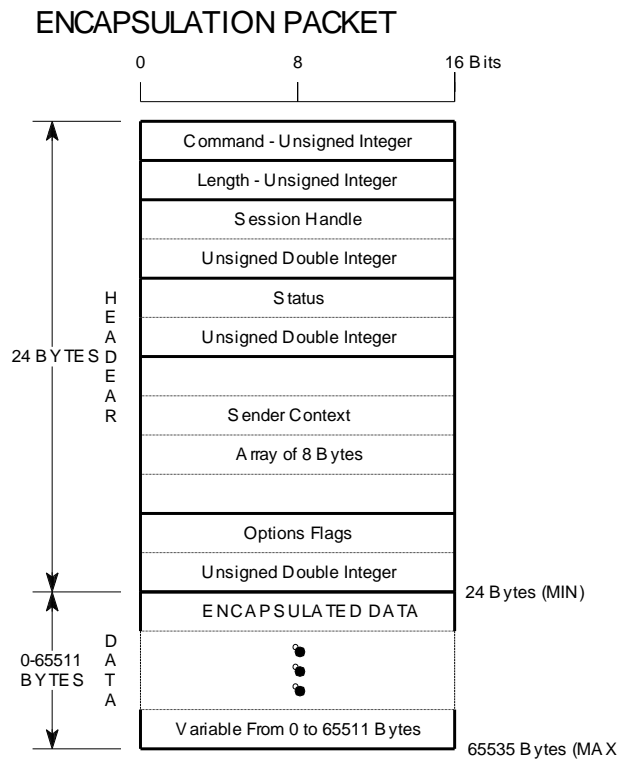 ENCAPSULATION PACKET
0 8 16 Bits
Command - Unsigned Integer
Length - Unsigned Integer
Session Handle
Unsigned Double Integer
Status
Unsigned Double Integer
24 BYTES
HEADEAR
Sender Context
Array of 8 Bytes
Options Flags
Unsigned Double Integer
24 Bytes (MIN)
ENCAPSULATED DATA
0-65511
BYTES
DATA
Variable From 0 to 65511 Bytes
65535 Bytes (MAX